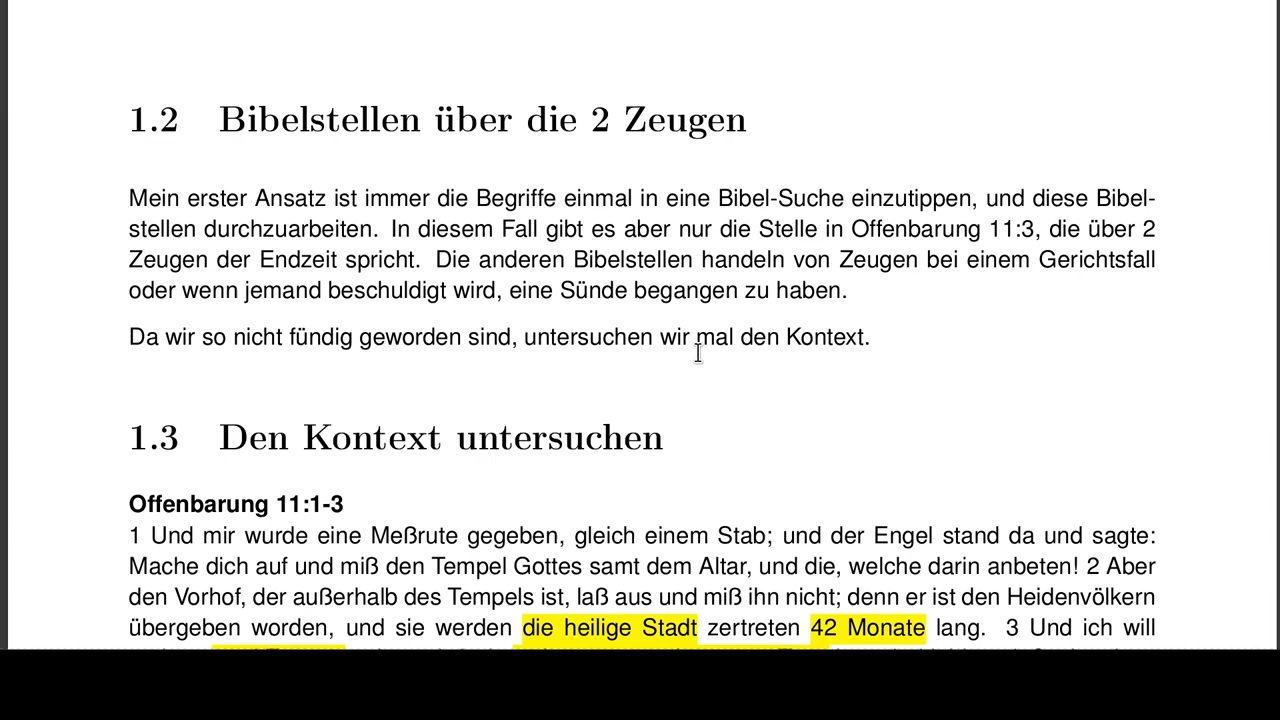 1.2 Bibelstellen über die 2 Zeugen
Mein erster Ansatz ist immer die Begriffe einmal in eine Bibel-Suche einzutippen, und diese Bibel-
stellen durchzuarbeiten. In diesem Fall gibt es aber nur die Stelle in Offenbarung 11:3, die über 2
Zeugen der Endzeit spricht. Die anderen Bibelstellen handeln von Zeugen bei einem Gerichtsfall
oder wenn jemand beschuldigt wird, eine Sünde begangen zu haben.
Da wir so nicht fündig geworden sind, untersuchen wir mal den Kontext.
1.3 Den Kontext untersuchen
Offenbarung 11:1-3
1 Und mir wurde eine Meßrute gegeben, gleich einem Stab; und der Engel stand da und sagte:
Mache dich auf und miß den Tempel Gottes samt dem Altar, und die, welche darin anbeten! 2 Aber
den Vorhof, der außerhalb des Tempels ist, laß aus und miß ihn nicht; denn er ist den Heidenvölkern
übergeben worden, und sie werden die heilige Stadt zertreten 42 Monate lang. 3 Und ich will